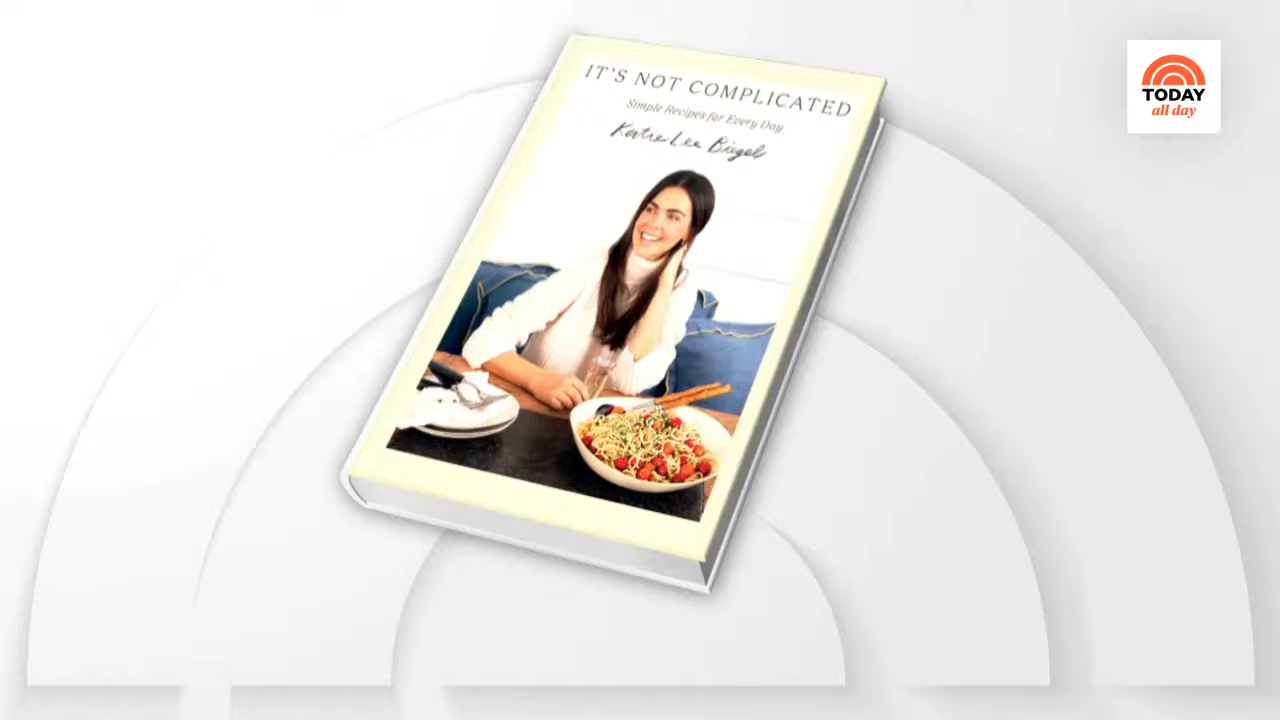 IT'S NOT COMPLICATED
Simple Recipes for Every Day
Katie Lee Biegel
TODAY
all day